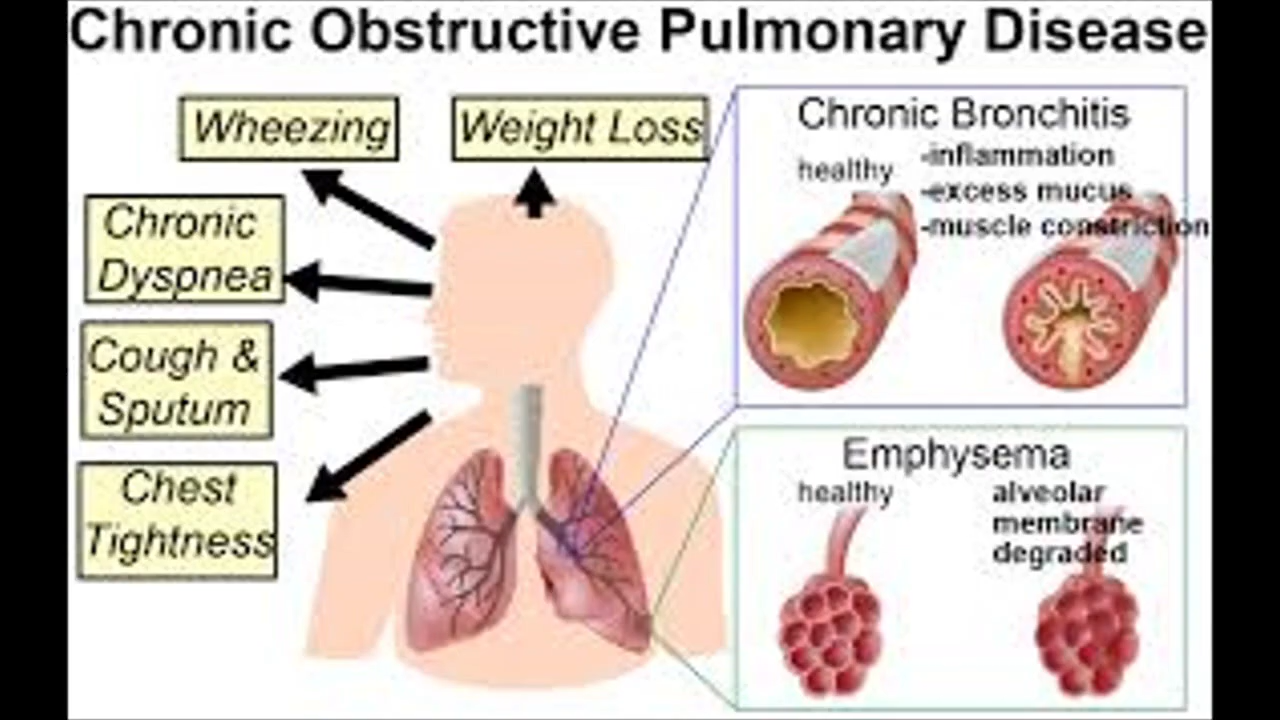 Chronic Obstructive Pulmonary Disease
Wheezing
Weight Loss
Chronic
Dyspnea
Cough &
Sputum
Chest
Tightness
Chronic Bronchitis
healthy
-inflammation
-excess mucus
-muscle constriction
Emphysema
healthy
alveolar
membrane
degraded